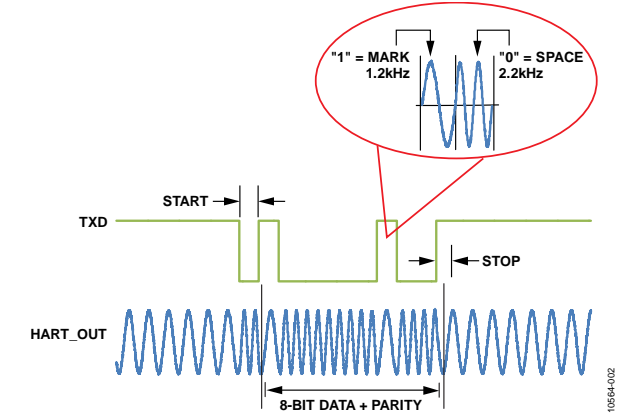 "1" = MARK
1.2kHz
"0" = SPACE
2.2kHz
START
TXD
STOP
HART_OUT
8-BIT DATA + PARITY
10564-002